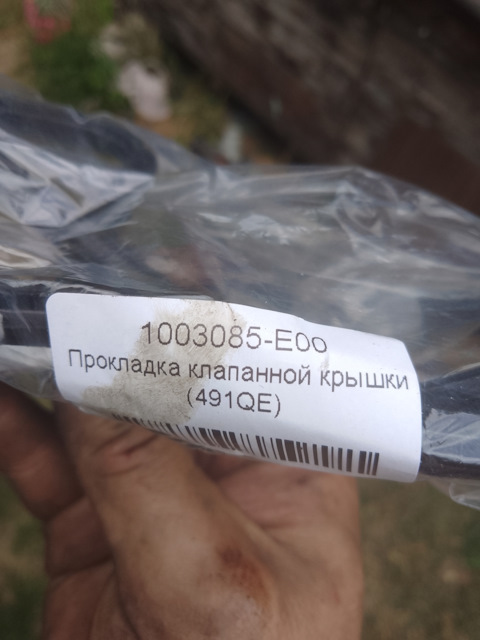 1003085-E00
Прокладка клапанной крышки
(491QE)